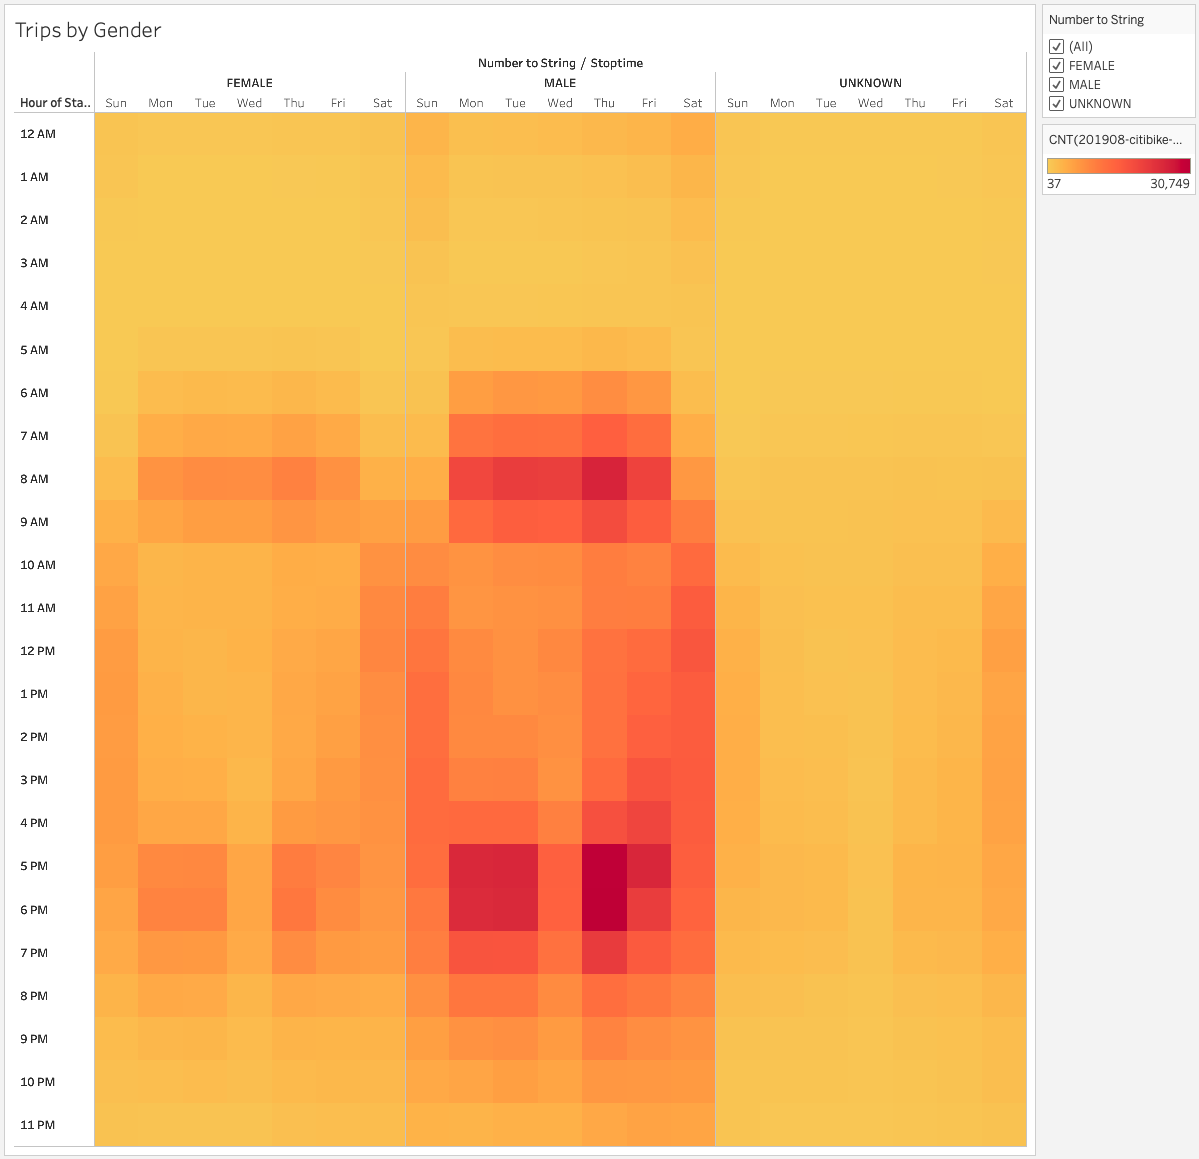 Trips by Gender
Number to String / Stoptime
FEMALE MALE UNKNOWN
Hour of Sta.. Sun Mon Tue Wed Thu Fri Sat Sun Mon Tue Wed Thu Fri Sat Sun Mon Tue Wed Thu Fri Sat
12 AM
1 AM
2 AM
3 AM
4 AM
5 AM
6 AM
7 AM
8 AM
9 AM
10 AM
11 AM
12 PM
1 PM
2 PM
3 PM
4 PM
5 PM
6 PM
7 PM
8 PM
9 PM
10 PM
11 PM
Number to String
(All)
FEMALE
MALE
UNKNOWN
CNT(201908-citibike-...
37 30,749